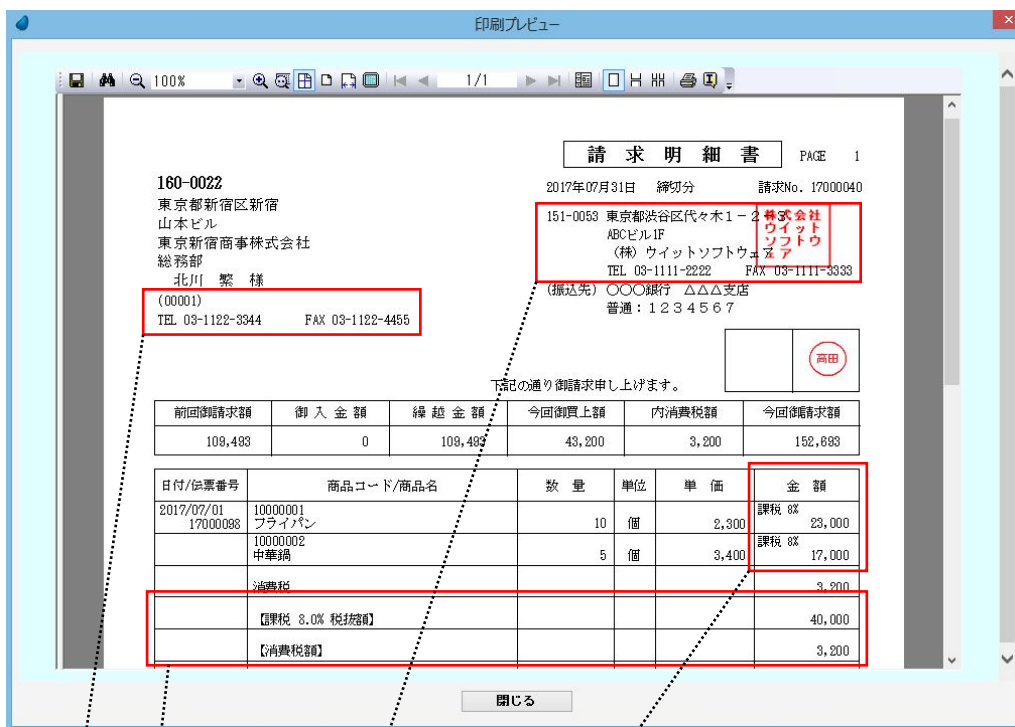 印刷プレビュー
100%
1/1
請求明細書 PAGE 1
160-0022
2017年07月31日 締切分 請求No. 17000040
東京都新宿区新宿
山本ビル
東京新宿商事株式会社
総務部
北川 繁 様
(00001)
TEL 03-1122-3344 FAX 03-1122-4455
151-0053 東京都渋谷区代々木1-2-3
ABCビル1F
(株) ウイットソフトウェア
TEL 03-1111-2222 FAX 03-1111-3333
株式会社
ウイット
ソフトウ
ェア
(振込先) 〇〇〇銀行 △△△支店
普通:1234567
高田
下記の通り御請求申し上げます。
前回御請求額 御入金額 繰越金額 今回御買上額 内消費税額 今回御請求額
109,493 0 109,493 43,200 3,200 152,693
日付/伝票番号 商品コード/商品名 数量 単位 単価 金額
2017/07/01 10000001 課税 8%
17000098 フライパン 10 個 2,300 23,000
10000002 課税 8%
中華鍋 5 個 3,400 17,000
消費税 3,200
【課税 8.0% 税抜額】 40,000
【消費税額】 3,200
閉じる